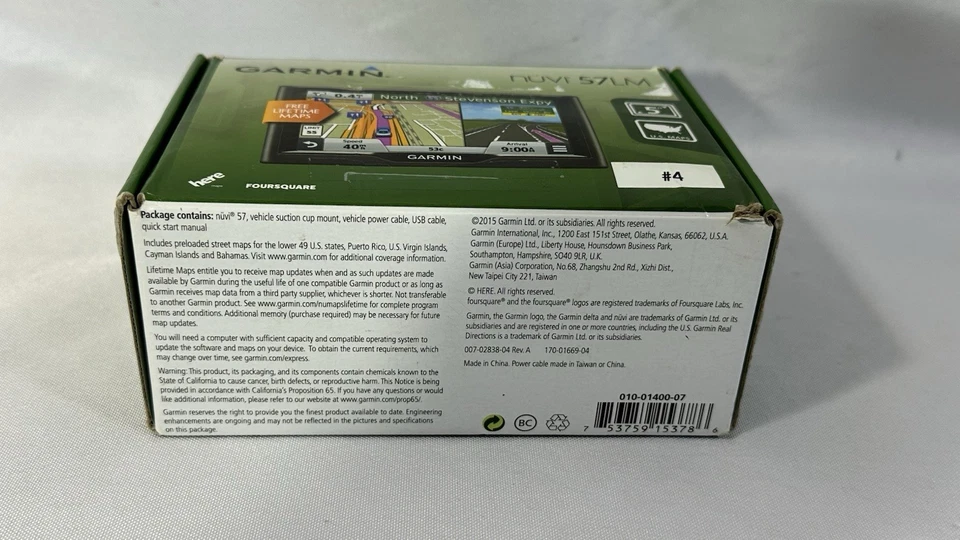 GARMIN
nüvi 57LM
FREE
LIFETIME
MAPS
0.4
North
Stevenson Expy
LIMIT
55
Speed
40
53c
Arrival
9:00
GARMIN
5"
U.S. MAPS
here
FOURSQUARE
#4
Package contains: nüvi® 57, vehicle suction cup mount, vehicle power cable, USB cable,
quick start manual
Includes preloaded street maps for the lower 49 U.S. states, Puerto Rico, U.S. Virgin Islands,
Cayman Islands and Bahamas. Visit www.garmin.com for additional coverage information.
Lifetime Maps entitle you to receive map updates when and as such updates are made
available by Garmin during the useful life of one compatible Garmin product or as long as
Garmin receives map data from a third party supplier, whichever is shorter. Not transferable
to another Garmin product. See www.garmin.com/numapslifetime for complete program
terms and conditions. Additional memory (purchase required) may be necessary for future
map updates.
You will need a computer with sufficient capacity and compatible operating system to
update the software and maps on your device. To obtain the current requirements, which
may change over time, see garmin.com/express.
Warning: This product, its packaging, and its components contain chemicals known to the
State of California to cause cancer, birth defects, or reproductive harm. This Notice is being
provided in accordance with California's Proposition 65. If you have any questions or would
like additional information, please refer to our website at www.garmin.com/prop65/.
Garmin reserves the right to provide you the finest product available to date. Engineering
enhancements are ongoing and may not be reflected in the pictures and specifications
on this package.
©2015 Garmin Ltd. or its subsidiaries. All rights reserved.
Garmin International, Inc., 1200 East 151st Street, Olathe, Kansas, 66062, U.S.A.
Garmin (Europe) Ltd., Liberty House, Hounsdown Business Park,
Southampton, Hampshire, SO40 9LR, U.K.
Garmin (Asia) Corporation, No.68, Zhangshu 2nd Rd., Xizhi Dist.,
New Taipei City 221, Taiwan
© HERE. All rights reserved.
foursquare® and the foursquare® logos are registered trademarks of Foursquare Labs, Inc.
Garmin, the Garmin logo, the Garmin delta and nüvi are trademarks of Garmin Ltd. or its
subsidiaries and are registered in one or more countries, including the U.S. Garmin Real
Directions is a trademark of Garmin Ltd. or its subsidiaries.
007-02838-04 Rev. A 170-01669-04
Made in China. Power cable made in Taiwan or China.
BC
010-01400-07
7 53759 15378 6